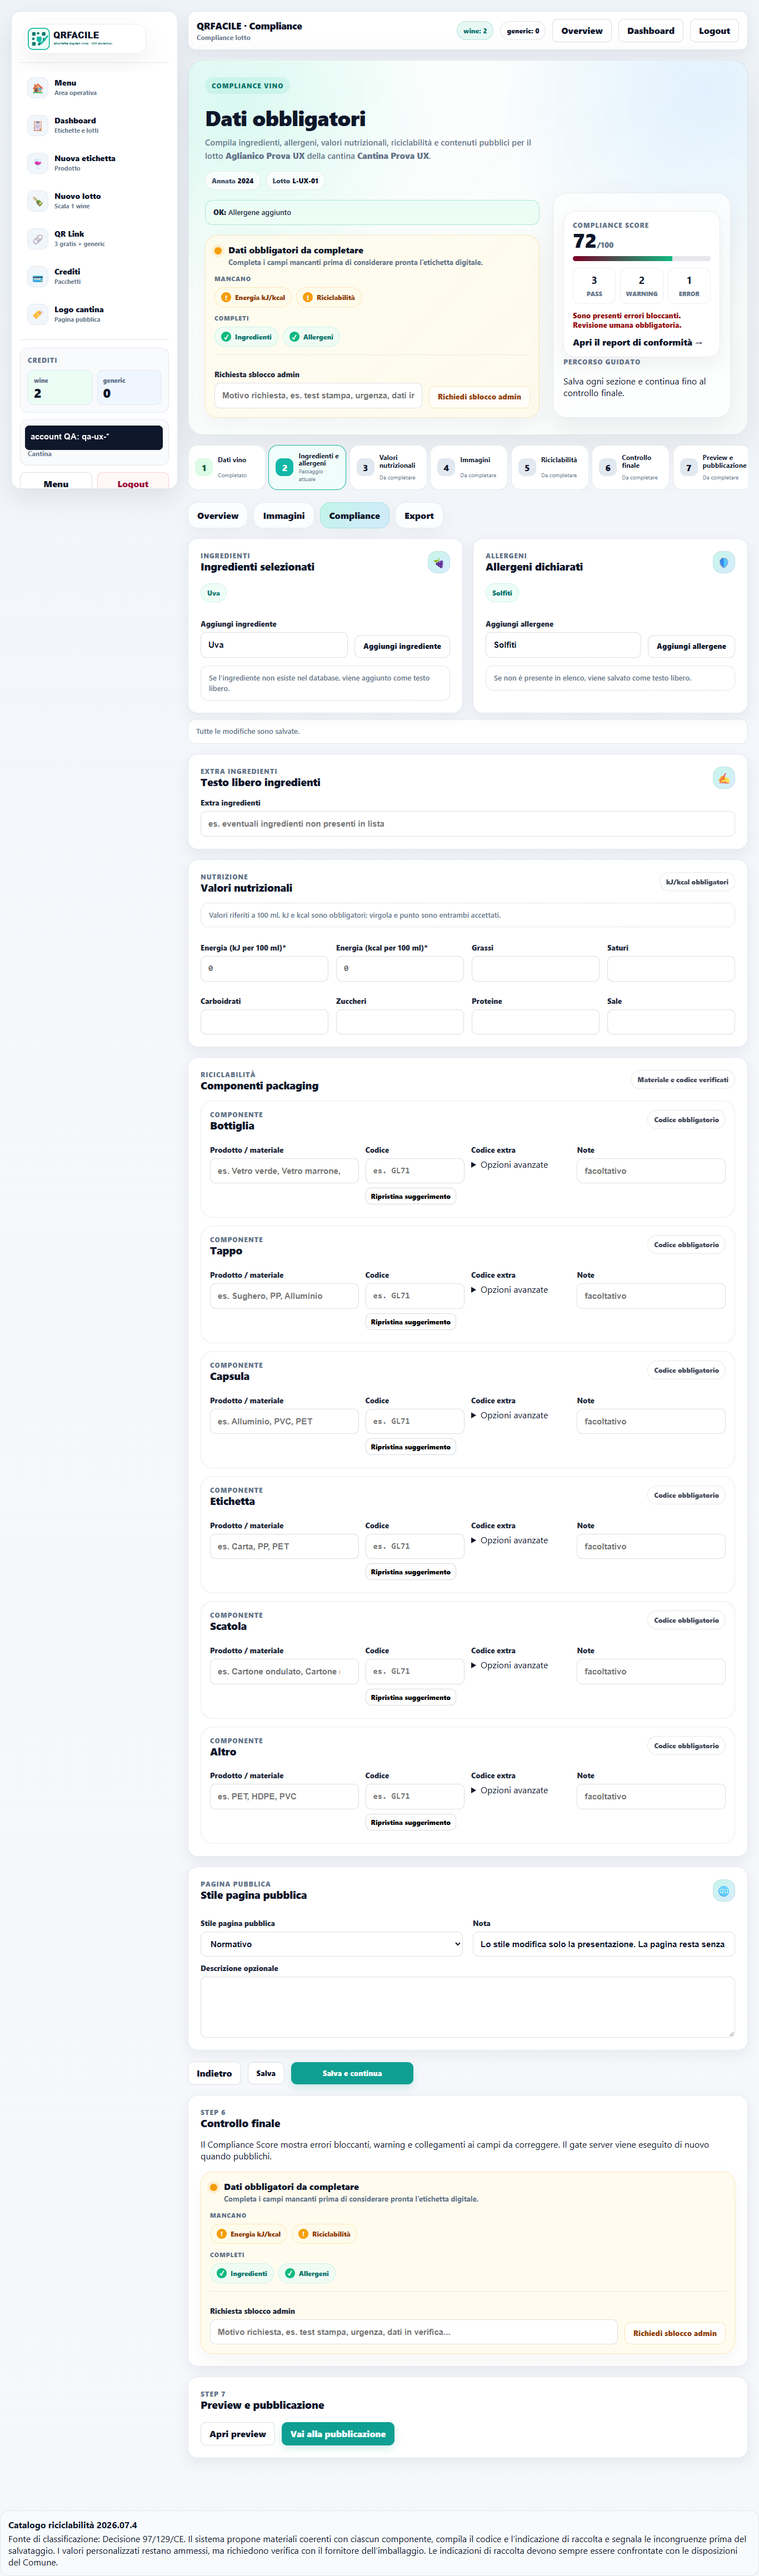 QRFACILE
Menu
Area operativa
Dashboard
Etichette e lotti
Nuova etichetta
Prodotto
Nuovo lotto
Scala 1 wine
QR Link
3 gratis + generic
Crediti
Pacchetti
Logo cantina
Pagina pubblica
CREDITI
wine
2
generic
0
account QA: qa-ux-*
Cantina
Menu
Logout
QRFACILE · Compliance
Compliance lotto
wine: 2
generic: 0
Overview
Dashboard
Logout
COMPLIANCE VINO
Dati obbligatori
Compila ingredienti, allergeni, valori nutrizionali, riciclabilità e contenuti pubblici per il
lotto Aglianico Prova UX della cantina Cantina Prova UX.
Annata 2024
Lotto L-UX-01
OK: Allergene aggiunto
Dati obbligatori da completare
Completa i campi mancanti prima di considerare pronta l'etichetta digitale.
MANCANO
! Energia kJ/kcal
! Riciclabilità
COMPLETI
✓ Ingredienti
✓ Allergeni
Richiesta sblocco admin
Motivo richiesta, es. test stampa, urgenza, dati ir
Richiedi sblocco admin
COMPLIANCE SCORE
72/100
3
PASS
2
WARNING
1
ERROR
Sono presenti errori bloccanti.
Revisione umana obbligatoria.
Apri il report di conformità →
PERCORSO GUIDATO
Salva ogni sezione e continua fino al
controllo finale.
1
Dati vino
Completato
2
Ingredienti e
allergeni
Passaggio
attuale
3
Valori
nutrizionali
Da completare
4
Immagini
Da completare
5
Riciclabilità
Da completare
6
Controllo
finale
Da completare
7
Preview e
pubblicazione
Da completare
Overview
Immagini
Compliance
Export
INGREDIENTI
Ingredienti selezionati
Uva
Aggiungi ingrediente
Uva
Aggiungi ingrediente
Se l'ingrediente non esiste nel database, viene aggiunto come testo
libero.
ALLERGENI
Allergeni dichiarati
Solfiti
Aggiungi allergene
Solfiti
Aggiungi allergene
Se non è presente in elenco, viene salvato come testo libero.
Tutte le modifiche sono salvate.
EXTRA INGREDIENTI
Testo libero ingredienti
Extra ingredienti
es. eventuali ingredienti non presenti in lista
NUTRIZIONE
Valori nutrizionali
kJ/kcal obbligatori
Valori riferiti a 100 ml. kJ e kcal sono obbligatori; virgola e punto sono entrambi accettati.
Energia (kJ per 100 ml)*
Energia (kcal per 100 ml)*
Grassi
Saturi
0
0
Carboidrati
Zuccheri
Proteine
Sale
RICICLABILITÀ
Componenti packaging
Materiale e codice verificati
COMPONENTE
Bottiglia
Codice obbligatorio
Prodotto / materiale
Codice
Codice extra
Note
es. Vetro verde, Vetro marrone,
es. GL71
▶ Opzioni avanzate
facoltativo
Ripristina suggerimento
COMPONENTE
Tappo
Codice obbligatorio
Prodotto / materiale
Codice
Codice extra
Note
es. Sughero, PP, Alluminio
es. GL71
▶ Opzioni avanzate
facoltativo
Ripristina suggerimento
COMPONENTE
Capsula
Codice obbligatorio
Prodotto / materiale
Codice
Codice extra
Note
es. Alluminio, PVC, PET
es. GL71
▶ Opzioni avanzate
facoltativo
Ripristina suggerimento
COMPONENTE
Etichetta
Codice obbligatorio
Prodotto / materiale
Codice
Codice extra
Note
es. Carta, PP, PET
es. GL71
▶ Opzioni avanzate
facoltativo
Ripristina suggerimento
COMPONENTE
Scatola
Codice obbligatorio
Prodotto / materiale
Codice
Codice extra
Note
es. Cartone ondulato, Cartone
es. GL71
▶ Opzioni avanzate
facoltativo
Ripristina suggerimento
COMPONENTE
Altro
Codice obbligatorio
Prodotto / materiale
Codice
Codice extra
Note
es. PET, HDPE, PVC
es. GL71
▶ Opzioni avanzate
facoltativo
Ripristina suggerimento
PAGINA PUBBLICA
Stile pagina pubblica
Stile pagina pubblica
Nota
Normativo
Lo stile modifica solo la presentazione. La pagina resta senza
Descrizione opzionale
Indietro
Salva
Salva e continua
STEP 6
Controllo finale
Il Compliance Score mostra errori bloccanti, warning e collegamenti ai campi da correggere. Il gate server viene eseguito di nuovo
quando pubblichi.
Dati obbligatori da completare
Completa i campi mancanti prima di considerare pronta l'etichetta digitale.
MANCANO
! Energia kJ/kcal
! Riciclabilità
COMPLETI
✓ Ingredienti
✓ Allergeni
Richiesta sblocco admin
Motivo richiesta, es. test stampa, urgenza, dati in verifica...
Richiedi sblocco admin
STEP 7
Preview e pubblicazione
Apri preview
Vai alla pubblicazione
Catalogo riciclabilità 2026.07.4
Fonte di classificazione: Decisione 97/129/CE. Il sistema propone materiali coerenti con ciascun componente, compila il codice e l'indicazione di raccolta e segnala le incongruenze prima del
salvataggio. I valori personalizzati restano ammessi, ma richiedono verifica con il fornitore dell'imballaggio. Le indicazioni di raccolta devono sempre essere confrontate con le disposizioni
del Comune.